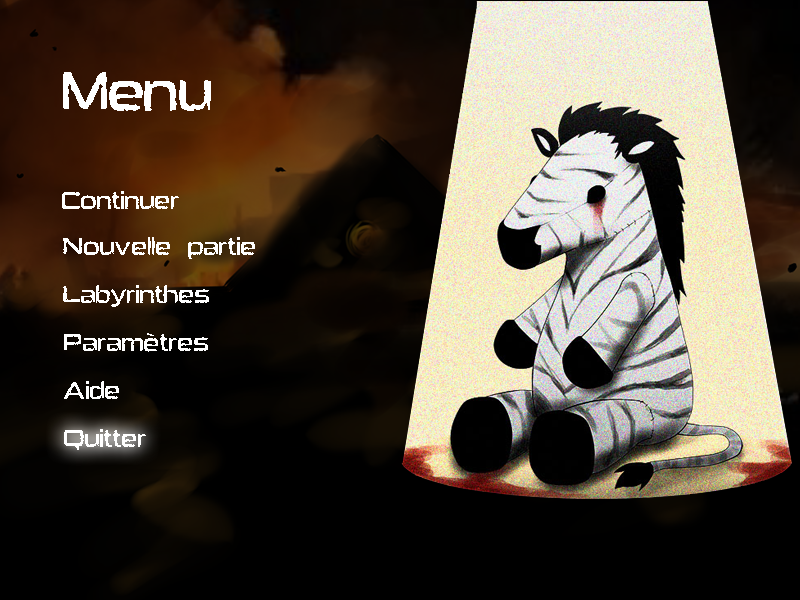 Menu
Continuer
Nouvelle partie
Labyrinthes
Paramètres
Aide
Quitter